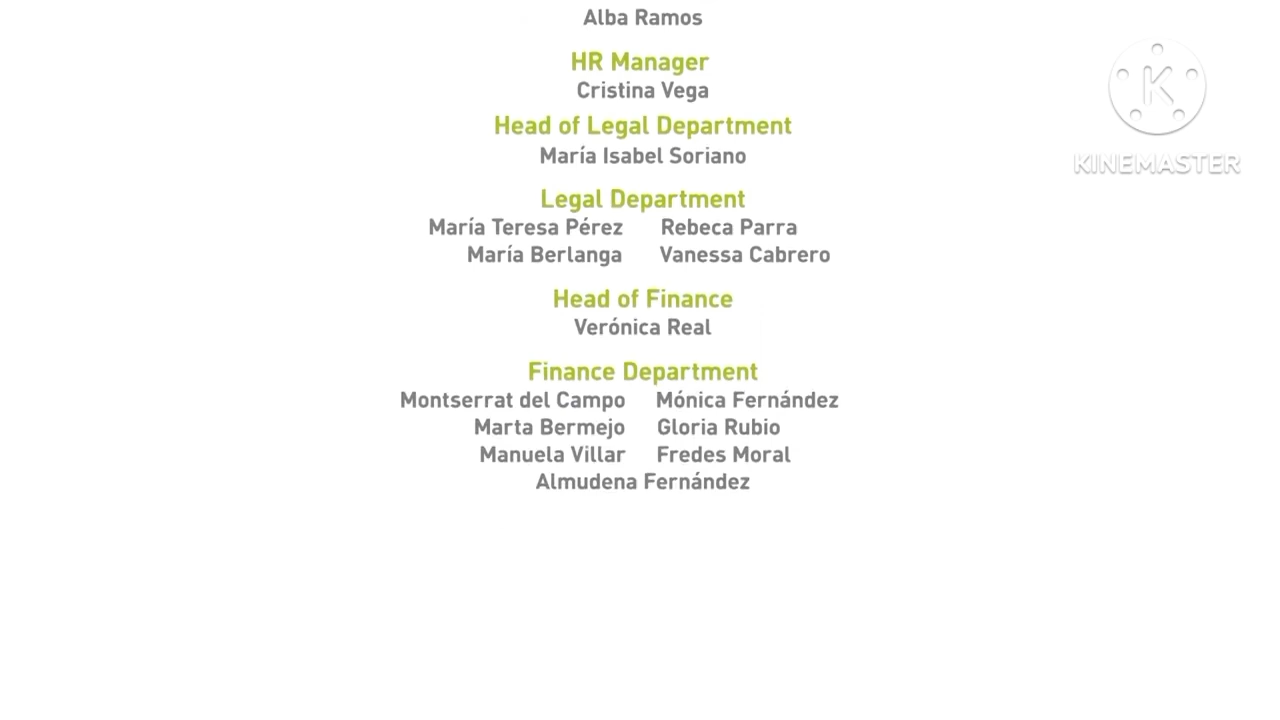 Alba Ramos
HR Manager
Cristina Vega
Head of Legal Department
María Isabel Soriano
Legal Department
María Teresa Pérez Rebeca Parra
María Berlanga Vanessa Cabrero
Head of Finance
Verónica Real
Finance Department
Montserrat del Campo Mónica Fernández
Marta Bermejo Gloria Rubio
Manuela Villar Fredes Moral
Almudena Fernández
K
KINEMASTER